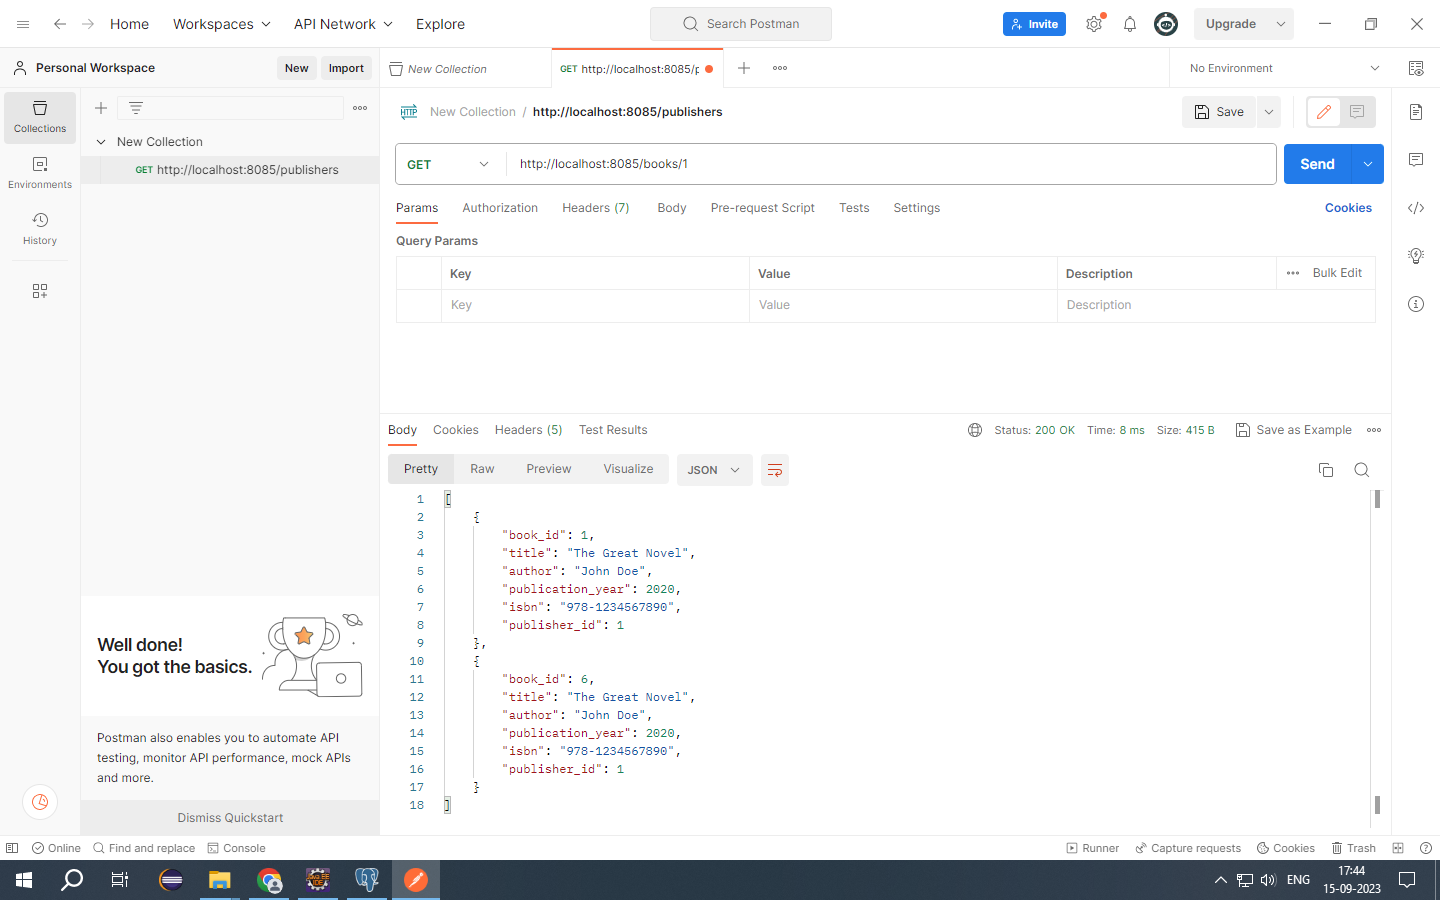 Home Workspaces API Network Explore Search Postman Invite Upgrade
Personal Workspace New Import New Collection GET http://localhost:8085/p No Environment
Collections
Environments
History
New Collection
GET http://localhost:8085/publishers
HTTP New Collection / http://localhost:8085/publishers Save
GET http://localhost:8085/books/1 Send
Params Authorization Headers (7) Body Pre-request Script Tests Settings Cookies
Query Params
Key Value Description Bulk Edit
Key Value Description
Body Cookies Headers (5) Test Results Status: 200 OK Time: 8 ms Size: 415 B Save as Example
Pretty Raw Preview Visualize JSON
1 [
2 {
3 "book_id": 1,
4 "title": "The Great Novel",
5 "author": "John Doe",
6 "publication_year": 2020,
7 "isbn": "978-1234567890",
8 "publisher_id": 1
9 },
10 {
11 "book_id": 6,
12 "title": "The Great Novel",
13 "author": "John Doe",
14 "publication_year": 2020,
15 "isbn": "978-1234567890",
16 "publisher_id": 1
17 }
18 ]
Well done!
You got the basics.
Postman also enables you to automate API
testing, monitor API performance, mock APIs
and more.
Dismiss Quickstart
Online Find and replace Console Runner Capture requests Cookies Trash
Java EE
IDE
ENG
17:44
15-09-2023